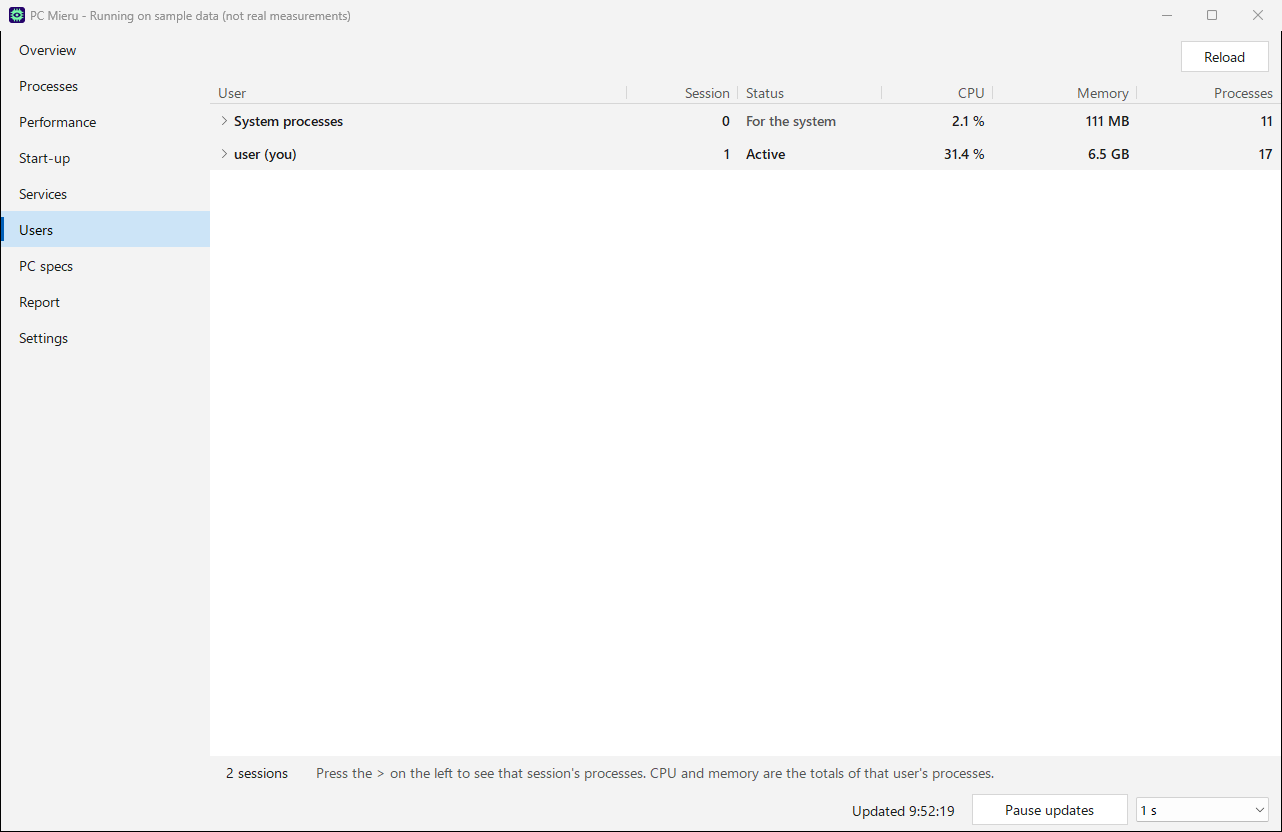 PC Mieru - Running on sample data (not real measurements)
Overview
Processes
Performance
Start-up
Services
Users
PC specs
Report
Settings
Reload
User Session Status CPU Memory Processes
> System processes 0 For the system 2.1 % 111 MB 11
> user (you) 1 Active 31.4 % 6.5 GB 17
2 sessions Press the > on the left to see that session's processes. CPU and memory are the totals of that user's processes.
Updated 9:52:19 Pause updates 1 s